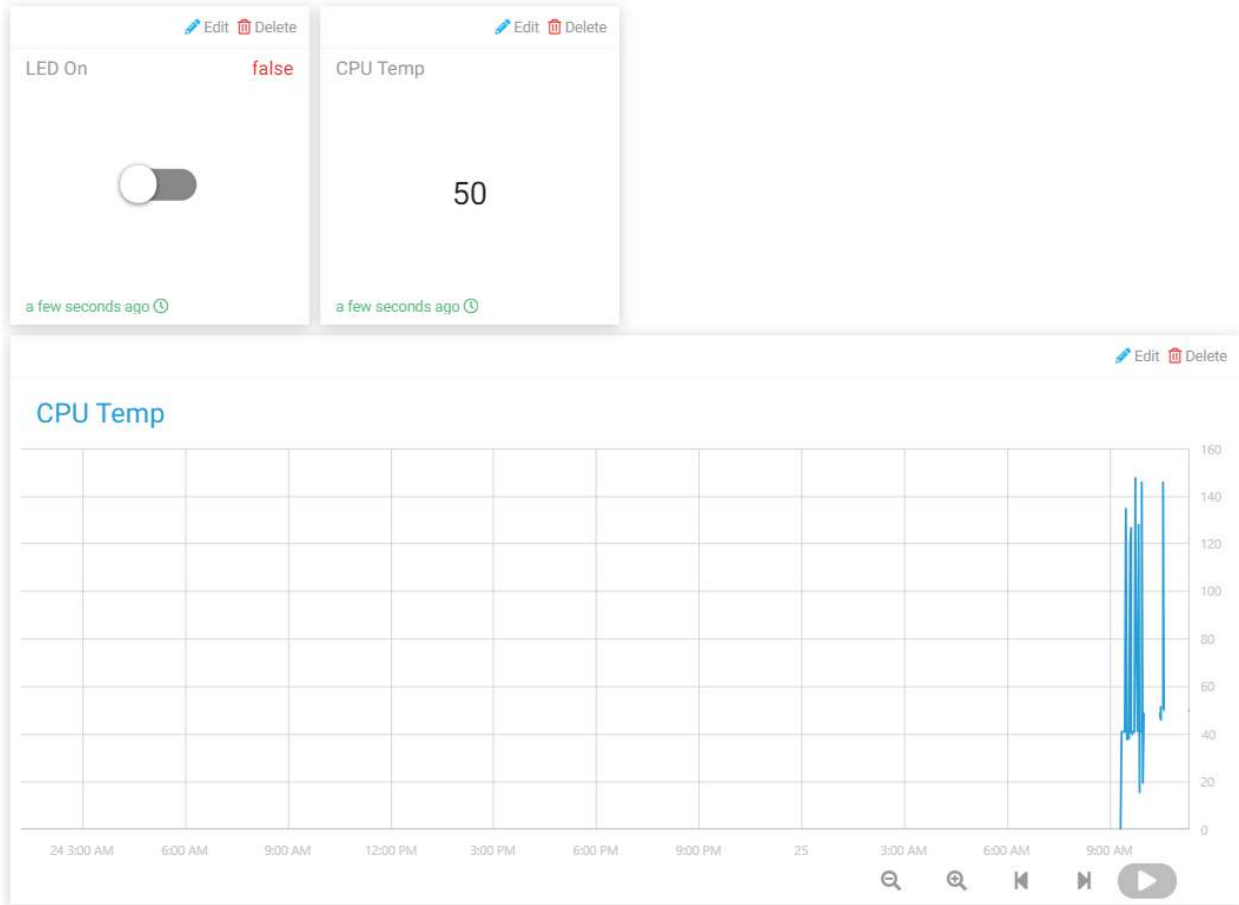 Edit Delete
Edit Delete
LED On false
CPU Temp
50
a few seconds ago
a few seconds ago
Edit Delete
CPU Temp
160
140
120
100
80
60
40
20
0
24 3:00 AM 6:00 AM 9:00 AM 12:00 PM 3:00 PM 6:00 PM 9:00 PM 25 3:00 AM 6:00 AM 9:00 AM